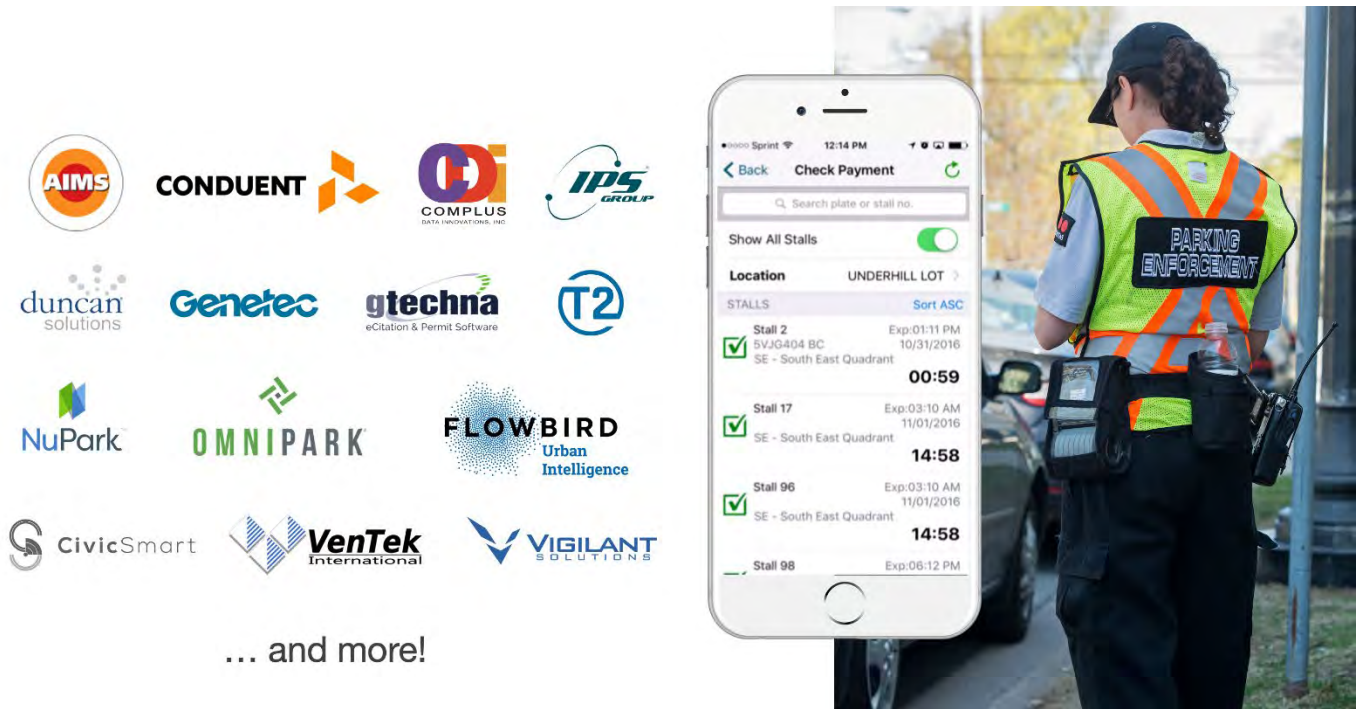 AIMS
CONDUENT
CDi
COMPLUS
DATA INNOVATIONS, INC
IPS
GROUP
duncan
solutions
Genetec
gtechna
eCitation & Permit Software
T2
NuPark
OMNIPARK
FLOWBIRD
Urban
Intelligence
CivicSmart
VenTek
International
VIGILANT
SOLUTIONS
... and more!
Sprint 12:14 PM
Back Check Payment
Search plate or stall no.
Show All Stalls
Location UNDERHILL LOT
STALLS Sort ASC
Stall 2 Exp:01:11 PM
5VJG404 BC 10/31/2016
SE - South East Quadrant
00:59
Stall 17 Exp:03:10 AM
11/01/2016
SE - South East Quadrant
14:58
Stall 96 Exp:03:10 AM
11/01/2016
SE - South East Quadrant
14:58
Stall 98 Exp:06:12 PM
PARKING
ENFORCEMENT